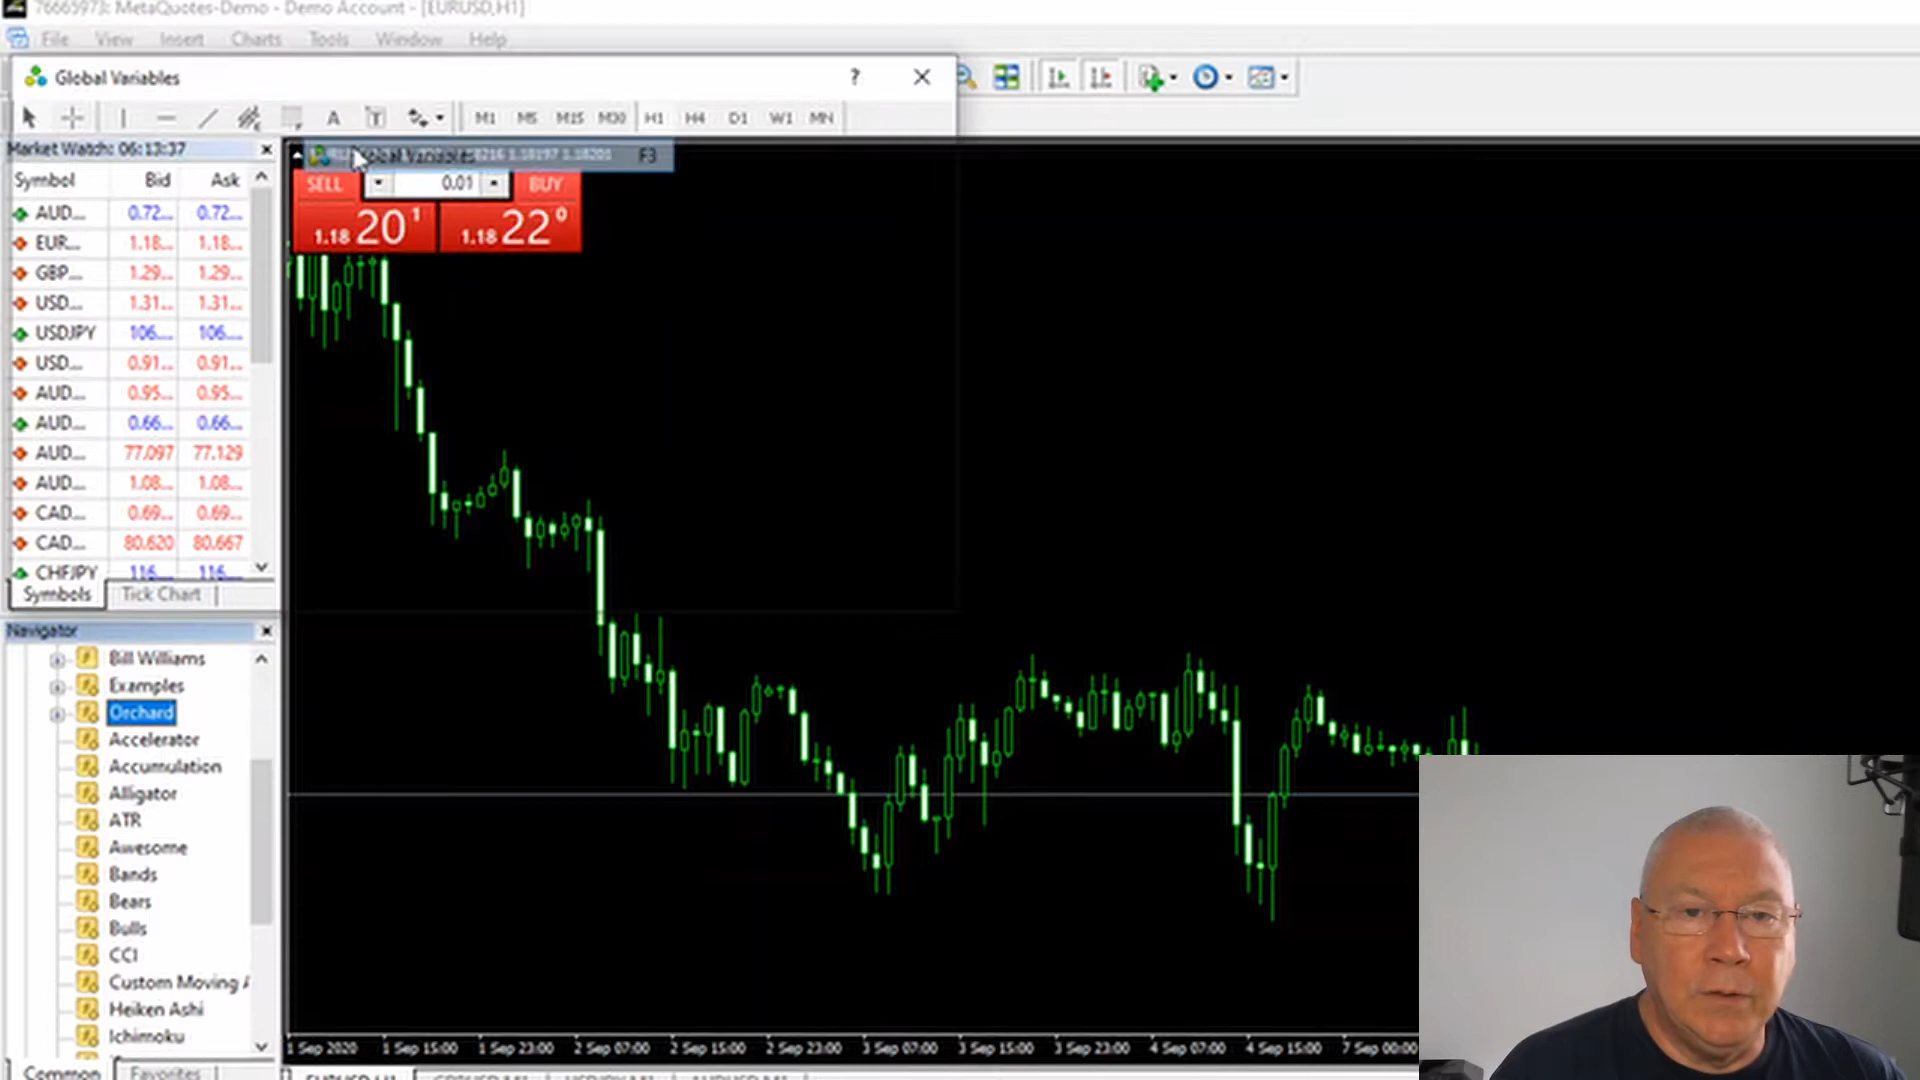 76665973: MetaQuotes-Demo - Demo Account - [EURUSD,H1]
File View Insert Charts Tools Window Help
Global Variables ?
A T M1 M5 M15 M30 H1 H4 D1 W1 MN
Market Watch: 06:13:37
Global Variables 1.18197 1.18201 F3
Symbol Bid Ask
SELL 0.01 BUY
1.18 20 1 1.18 22 0
AUD... 0.72... 0.72...
EUR... 1.18... 1.18...
GBP... 1.29... 1.29...
USD... 1.31... 1.31...
USDJPY 106.... 106....
USD... 0.91... 0.91...
AUD... 0.95... 0.95...
AUD... 0.66... 0.66...
AUD... 77.097 77.129
AUD... 1.08... 1.08...
CAD... 0.69... 0.69...
CAD... 80.620 80.667
CHFJPY 116.... 116....
Symbols Tick Chart
Navigator
Bill Williams
Examples
Orchard
Accelerator
Accumulation
Alligator
ATR
Awesome
Bands
Bears
Bulls
CCI
Custom Moving A
Heiken Ashi
Ichimoku
1 Sep 2020 1 Sep 15:00 1 Sep 23:00 2 Sep 07:00 2 Sep 15:00 2 Sep 23:00 3 Sep 07:00 3 Sep 15:00 3 Sep 23:00 4 Sep 07:00 4 Sep 15:00 7 Sep 00:00
Common Favorites